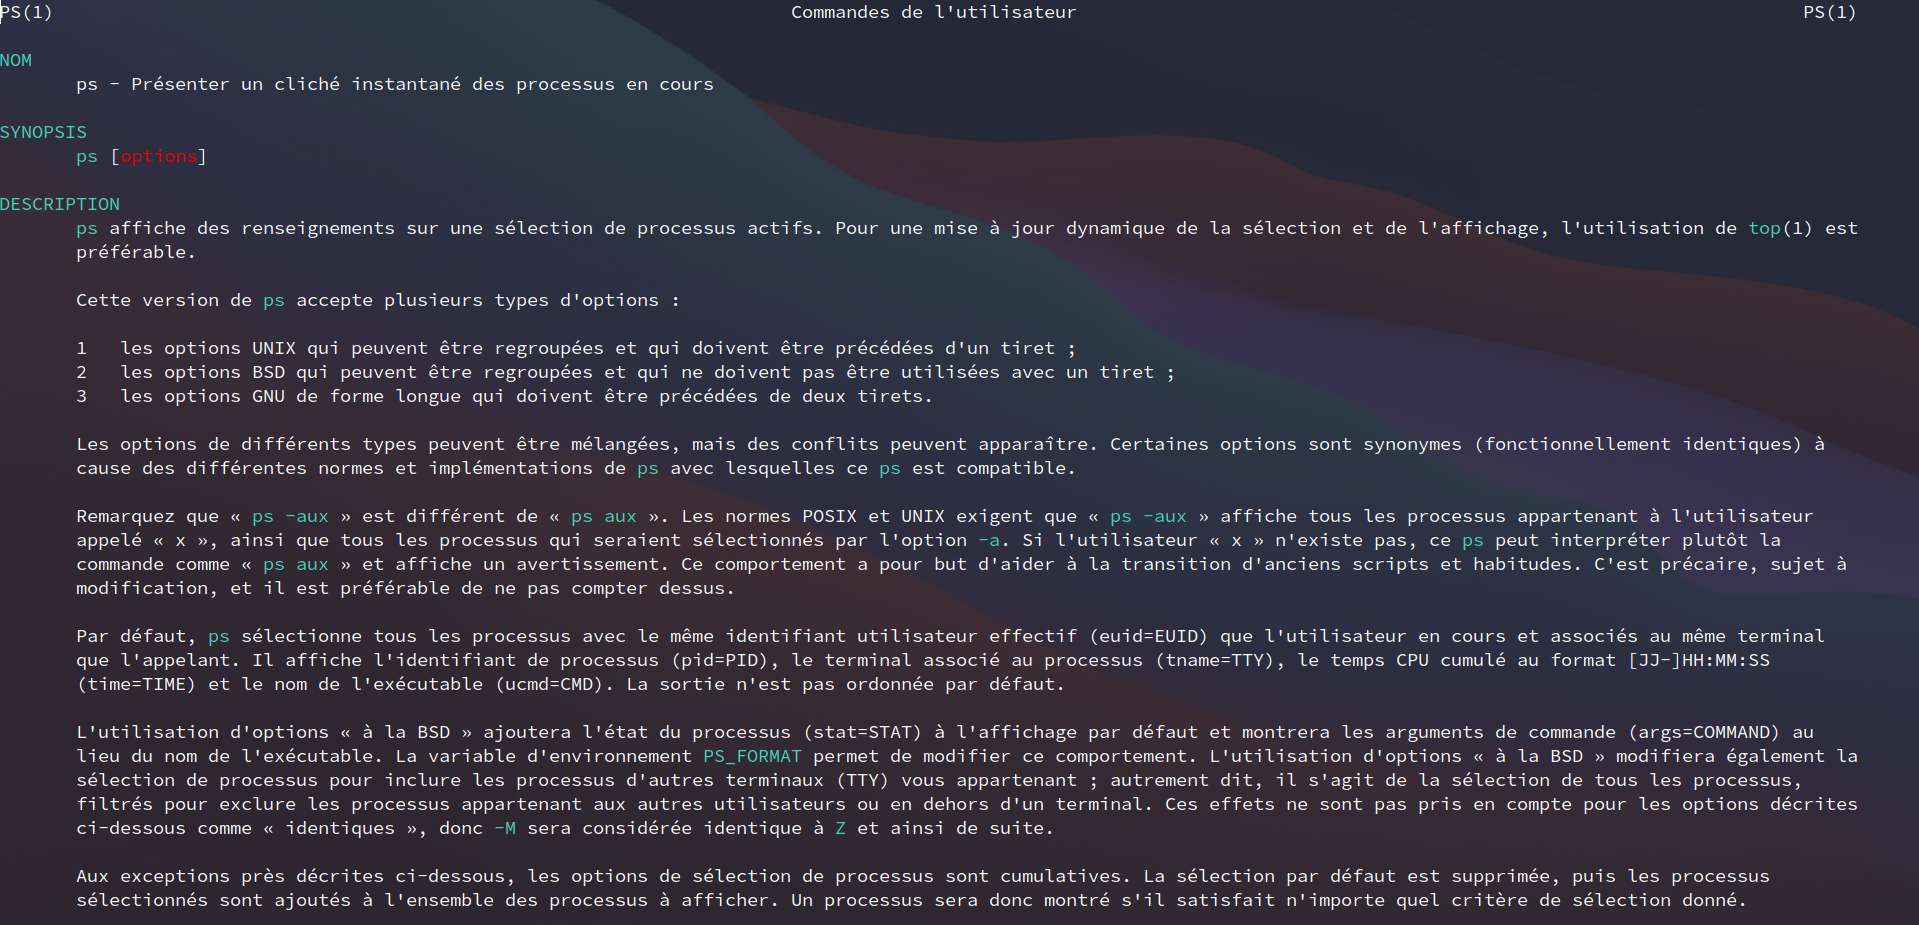 PS(1) Commandes de l'utilisateur PS(1)
NOM
ps - Présenter un cliché instantané des processus en cours
SYNOPSIS
ps [options]
DESCRIPTION
ps affiche des renseignements sur une sélection de processus actifs. Pour une mise à jour dynamique de la sélection et de l'affichage, l'utilisation de top(1) est
préférable.
Cette version de ps accepte plusieurs types d'options :
1 les options UNIX qui peuvent être regroupées et qui doivent être précédées d'un tiret ;
2 les options BSD qui peuvent être regroupées et qui ne doivent pas être utilisées avec un tiret ;
3 les options GNU de forme longue qui doivent être précédées de deux tirets.
Les options de différents types peuvent être mélangées, mais des conflits peuvent apparaître. Certaines options sont synonymes (fonctionnellement identiques) à
cause des différentes normes et implémentations de ps avec lesquelles ce ps est compatible.
Remarquez que « ps -aux » est différent de « ps aux ». Les normes POSIX et UNIX exigent que « ps -aux » affiche tous les processus appartenant à l'utilisateur
appelé « x », ainsi que tous les processus qui seraient sélectionnés par l'option -a. Si l'utilisateur « x » n'existe pas, ce ps peut interpréter plutôt la
commande comme « ps aux » et affiche un avertissement. Ce comportement a pour but d'aider à la transition d'anciens scripts et habitudes. C'est précaire, sujet à
modification, et il est préférable de ne pas compter dessus.
Par défaut, ps sélectionne tous les processus avec le même identifiant utilisateur effectif (euid=EUID) que l'utilisateur en cours et associés au même terminal
que l'appelant. Il affiche l'identifiant de processus (pid=PID), le terminal associé au processus (tname=TTY), le temps CPU cumulé au format [JJ-]HH:MM:SS
(time=TIME) et le nom de l'exécutable (ucmd=CMD). La sortie n'est pas ordonnée par défaut.
L'utilisation d'options « à la BSD » ajoutera l'état du processus (stat=STAT) à l'affichage par défaut et montrera les arguments de commande (args=COMMAND) au
lieu du nom de l'exécutable. La variable d'environnement PS_FORMAT permet de modifier ce comportement. L'utilisation d'options « à la BSD » modifiera également la
sélection de processus pour inclure les processus d'autres terminaux (TTY) vous appartenant ; autrement dit, il s'agit de la sélection de tous les processus,
filtrés pour exclure les processus appartenant aux autres utilisateurs ou en dehors d'un terminal. Ces effets ne sont pas pris en compte pour les options décrites
ci-dessous comme « identiques », donc -M sera considérée identique à Z et ainsi de suite.
Aux exceptions près décrites ci-dessous, les options de sélection de processus sont cumulatives. La sélection par défaut est supprimée, puis les processus
sélectionnés sont ajoutés à l'ensemble des processus à afficher. Un processus sera donc montré s'il satisfait n'importe quel critère de sélection donné.